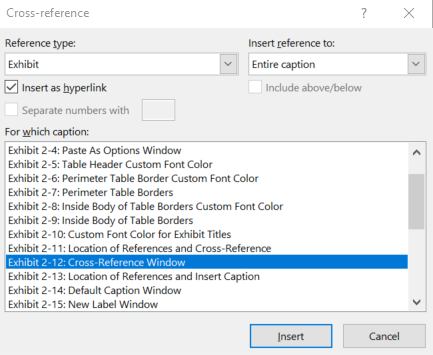 Cross-reference
? ×
Reference type:
Insert reference to:
Exhibit
Entire caption
Insert as hyperlink
Include above/below
Separate numbers with
For which caption:
Exhibit 2-4: Paste As Options Window
Exhibit 2-5: Table Header Custom Font Color
Exhibit 2-6: Perimeter Table Border Custom Font Color
Exhibit 2-7: Perimeter Table Borders
Exhibit 2-8: Inside Body of Table Borders Custom Font Color
Exhibit 2-9: Inside Body of Table Borders
Exhibit 2-10: Custom Font Color for Exhibit Titles
Exhibit 2-11: Location of References and Cross-Reference
Exhibit 2-12: Cross-Reference Window
Exhibit 2-13: Location of References and Insert Caption
Exhibit 2-14: Default Caption Window
Exhibit 2-15: New Label Window
Insert
Cancel